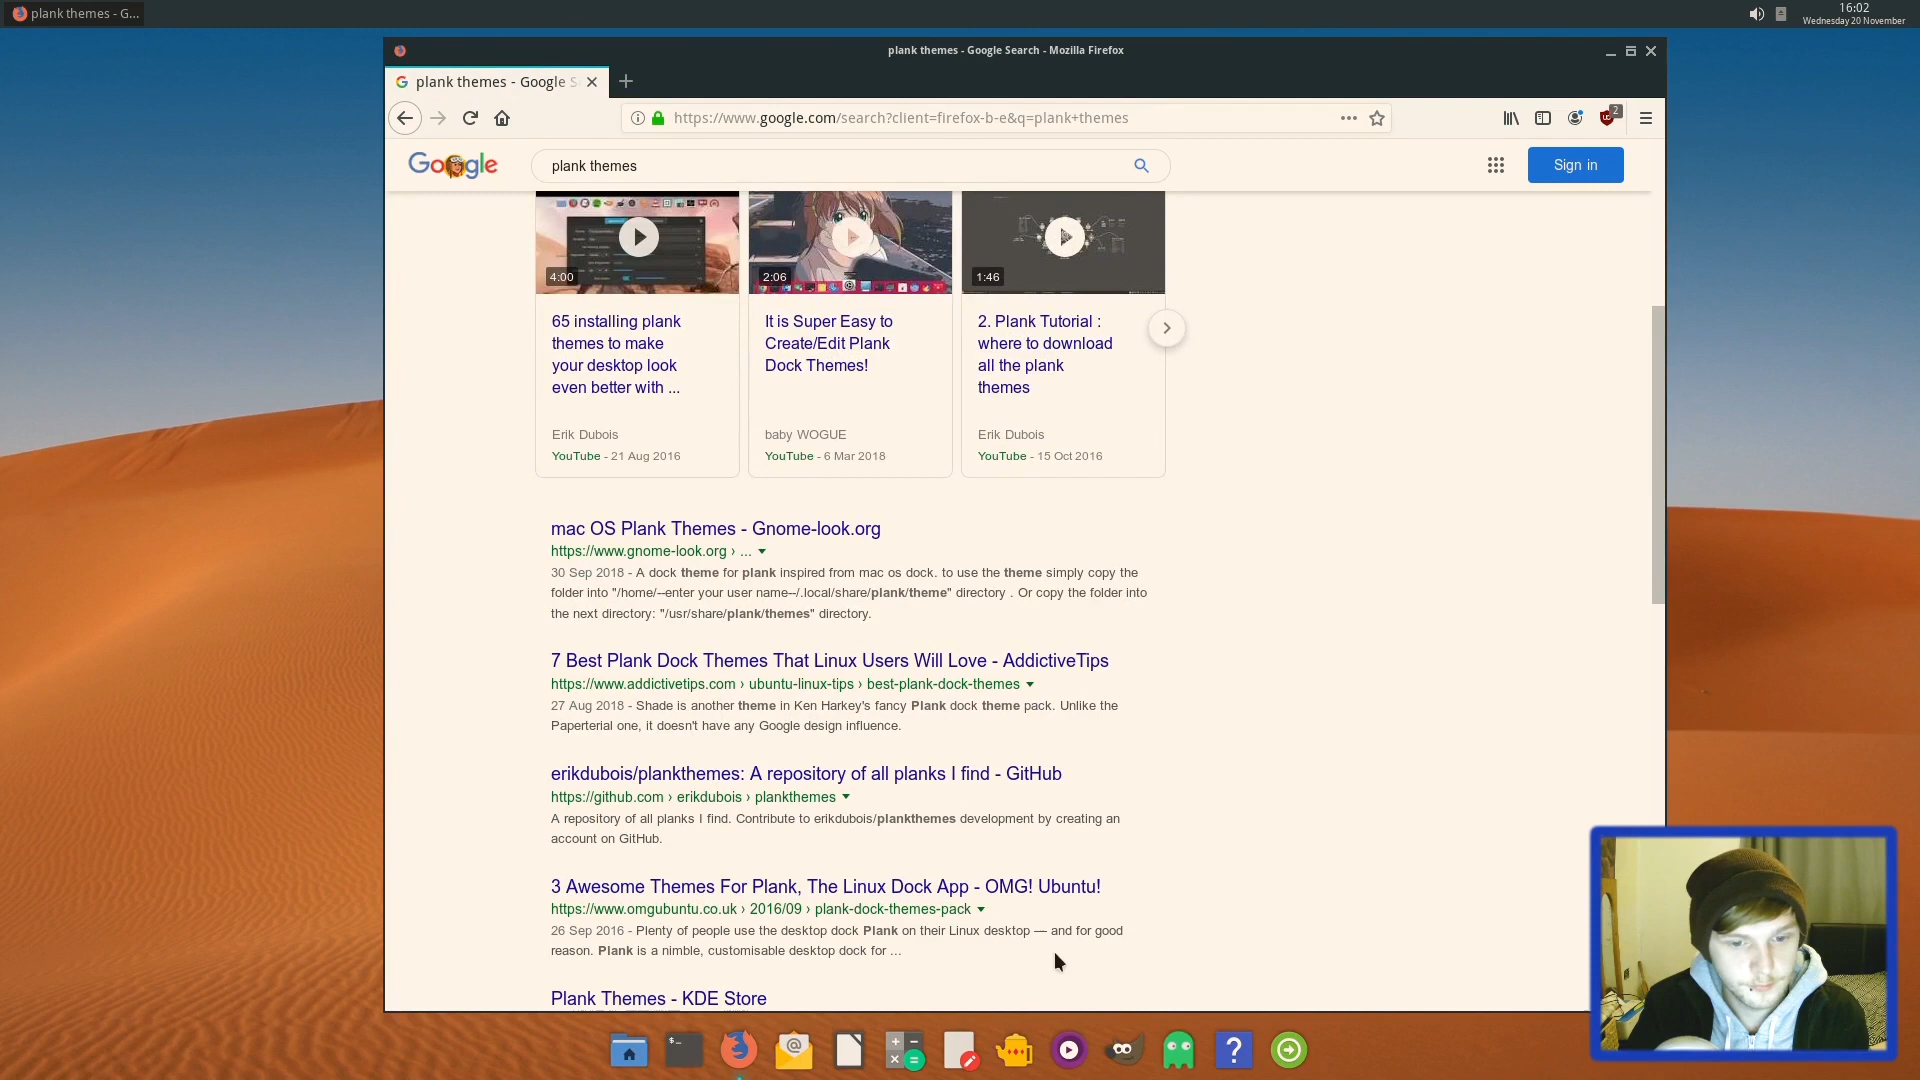 plank themes - G...
16:02
Wednesday 20 November
plank themes - Google Search - Mozilla Firefox
plank themes - Google S
https://www.google.com/search?client=firefox-b-e&q=plank+themes
2
Google
plank themes
Sign in
4:00
2:06
1:46
65 installing plank
themes to make
your desktop look
even better with ...
Erik Dubois
YouTube - 21 Aug 2016
It is Super Easy to
Create/Edit Plank
Dock Themes!
baby WOGUE
YouTube - 6 Mar 2018
2. Plank Tutorial :
where to download
all the plank
themes
Erik Dubois
YouTube - 15 Oct 2016
mac OS Plank Themes - Gnome-look.org
https://www.gnome-look.org › ...
30 Sep 2018 - A dock theme for plank inspired from mac os dock. to use the theme simply copy the
folder into "/home/--enter your user name--/.local/share/plank/theme" directory . Or copy the folder into
the next directory: "/usr/share/plank/themes" directory.
7 Best Plank Dock Themes That Linux Users Will Love - AddictiveTips
https://www.addictivetips.com › ubuntu-linux-tips › best-plank-dock-themes
27 Aug 2018 - Shade is another theme in Ken Harkey's fancy Plank dock theme pack. Unlike the
Paperterial one, it doesn't have any Google design influence.
erikdubois/plankthemes: A repository of all planks I find - GitHub
https://github.com › erikdubois › plankthemes
A repository of all planks I find. Contribute to erikdubois/plankthemes development by creating an
account on GitHub.
3 Awesome Themes For Plank, The Linux Dock App - OMG! Ubuntu!
https://www.omgubuntu.co.uk › 2016/09 › plank-dock-themes-pack
26 Sep 2016 - Plenty of people use the desktop dock Plank on their Linux desktop — and for good
reason. Plank is a nimble, customisable desktop dock for ...
Plank Themes - KDE Store